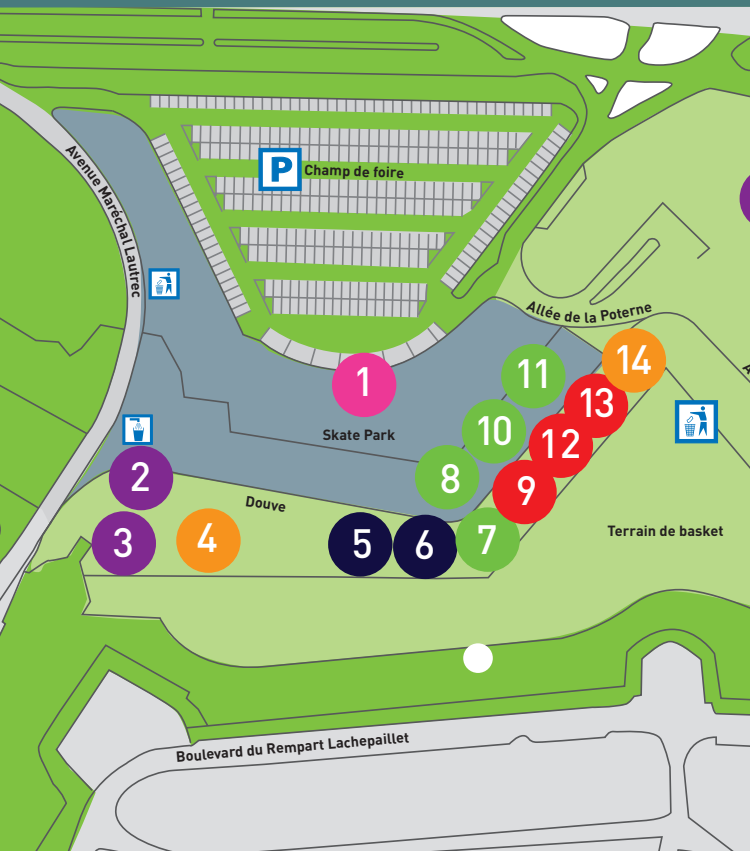 P
Champ de foire
Avenue Maréchal Lautrec
Allée de la Poterne
1
14
11
13
Skate Park
10
12
2
8
9
Douve
3
4
5
6
7
Terrain de basket
Boulevard du Rempart Lachepaillet